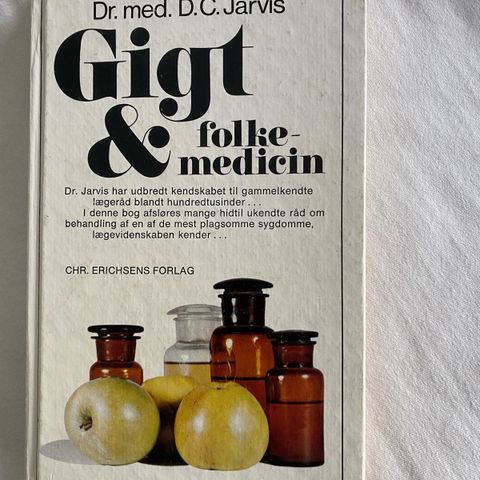 Dr. med. D.C. Jarvis
Gigt
& folke-
medicin
Dr. Jarvis har udbredt kendskabet til gammelkendte
lægeråd blandt hundredtusinder . . .
I denne bog afsløres mange hidtil ukendte råd om
behandling af en af de mest plagsomme sygdomme,
lægevidenskaben kender . . .
CHR. ERICHSENS FORLAG